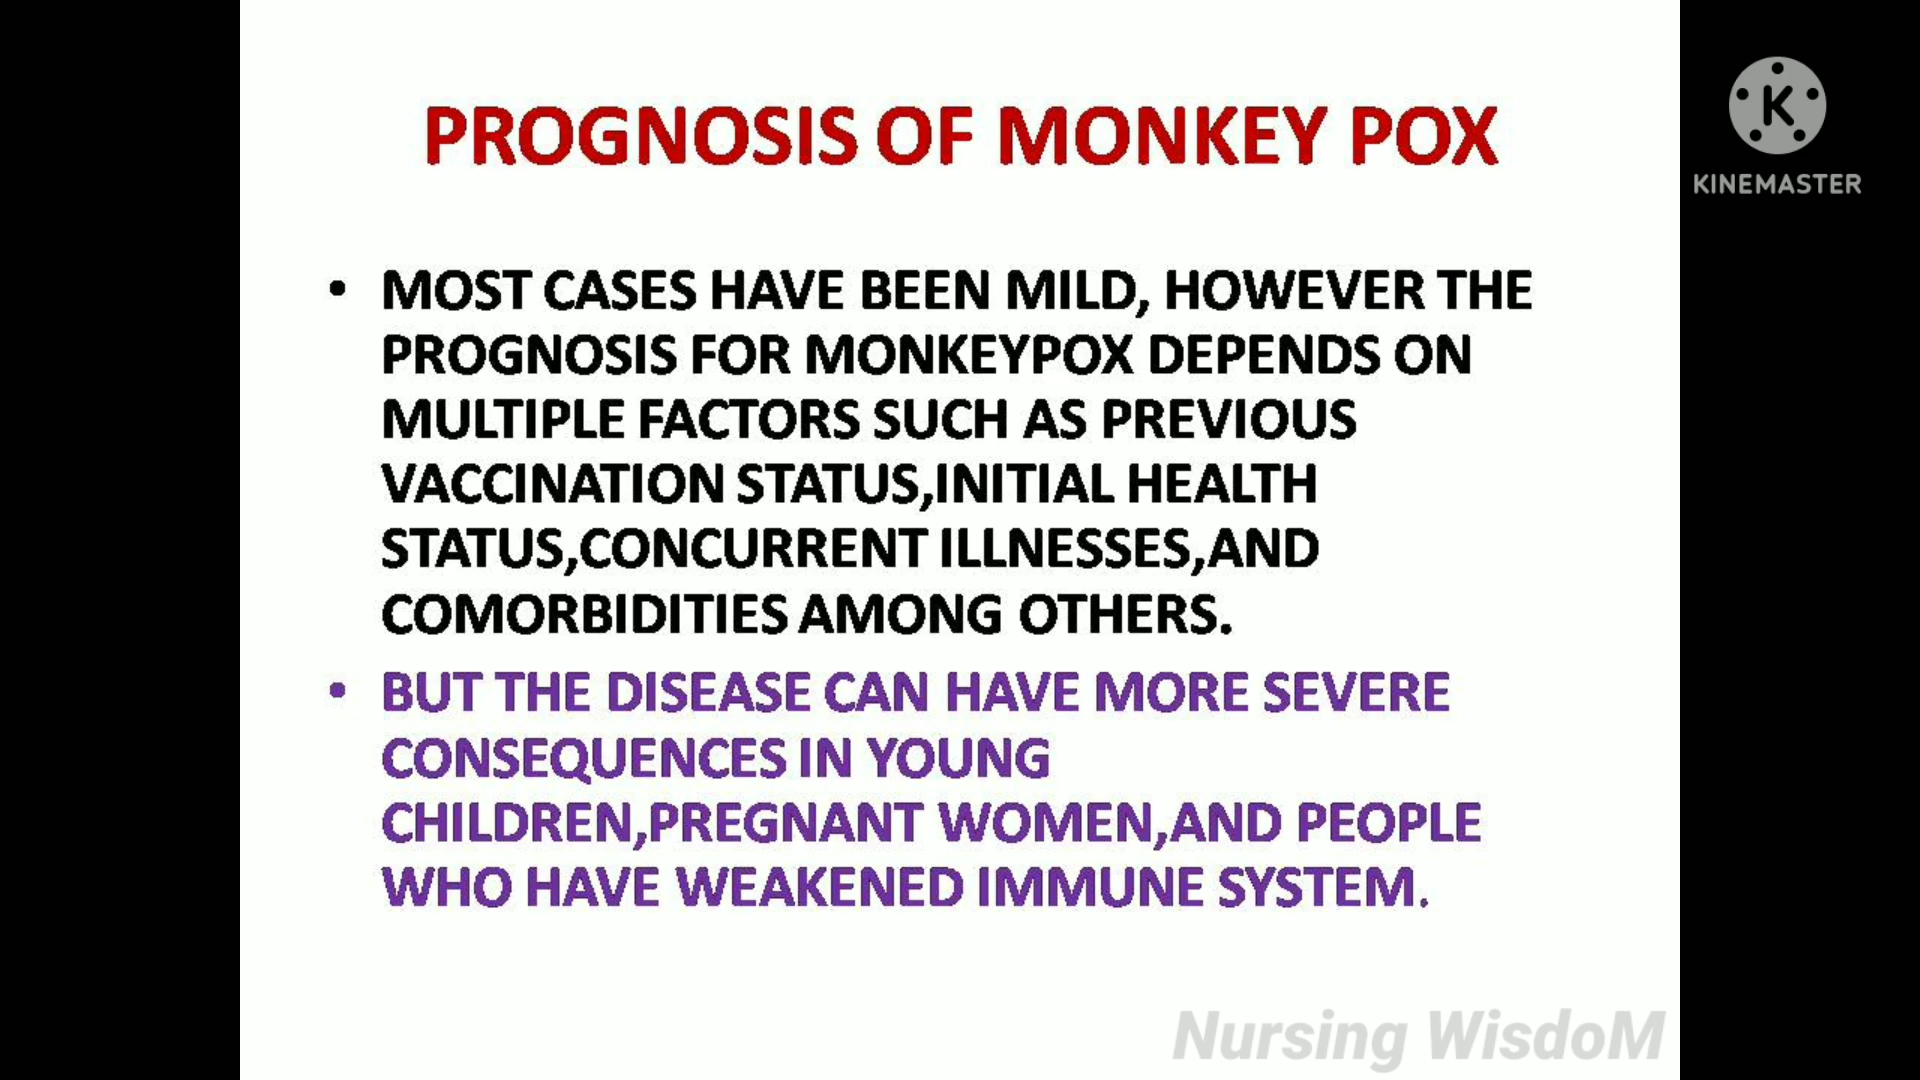 PROGNOSIS OF MONKEY POX
K
KINEMASTER
• MOST CASES HAVE BEEN MILD, HOWEVER THE
PROGNOSIS FOR MONKEYPOX DEPENDS ON
MULTIPLE FACTORS SUCH AS PREVIOUS
VACCINATION STATUS,INITIAL HEALTH
STATUS,CONCURRENT ILLNESSES,AND
COMORBIDITIES AMONG OTHERS.
• BUT THE DISEASE CAN HAVE MORE SEVERE
CONSEQUENCES IN YOUNG
CHILDREN,PREGNANT WOMEN,AND PEOPLE
WHO HAVE WEAKENED IMMUNE SYSTEM.
Nursing WisdoM